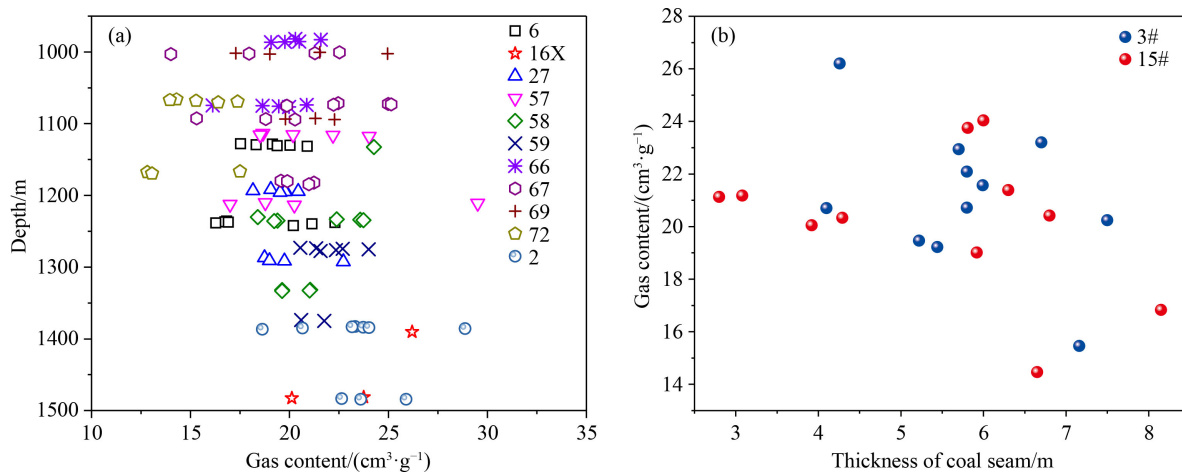 (a)
6
16X
27
57
58
59
66
67
69
72
2
1000
1100
1200
1300
1400
1500
Depth/m
10 15 20 25 30 35
Gas content/(cm³·g⁻¹)
(b)
3#
15#
28
26
24
22
20
18
16
14
Gas content/(cm³·g⁻¹)
3 4 5 6 7 8
Thickness of coal seam/m